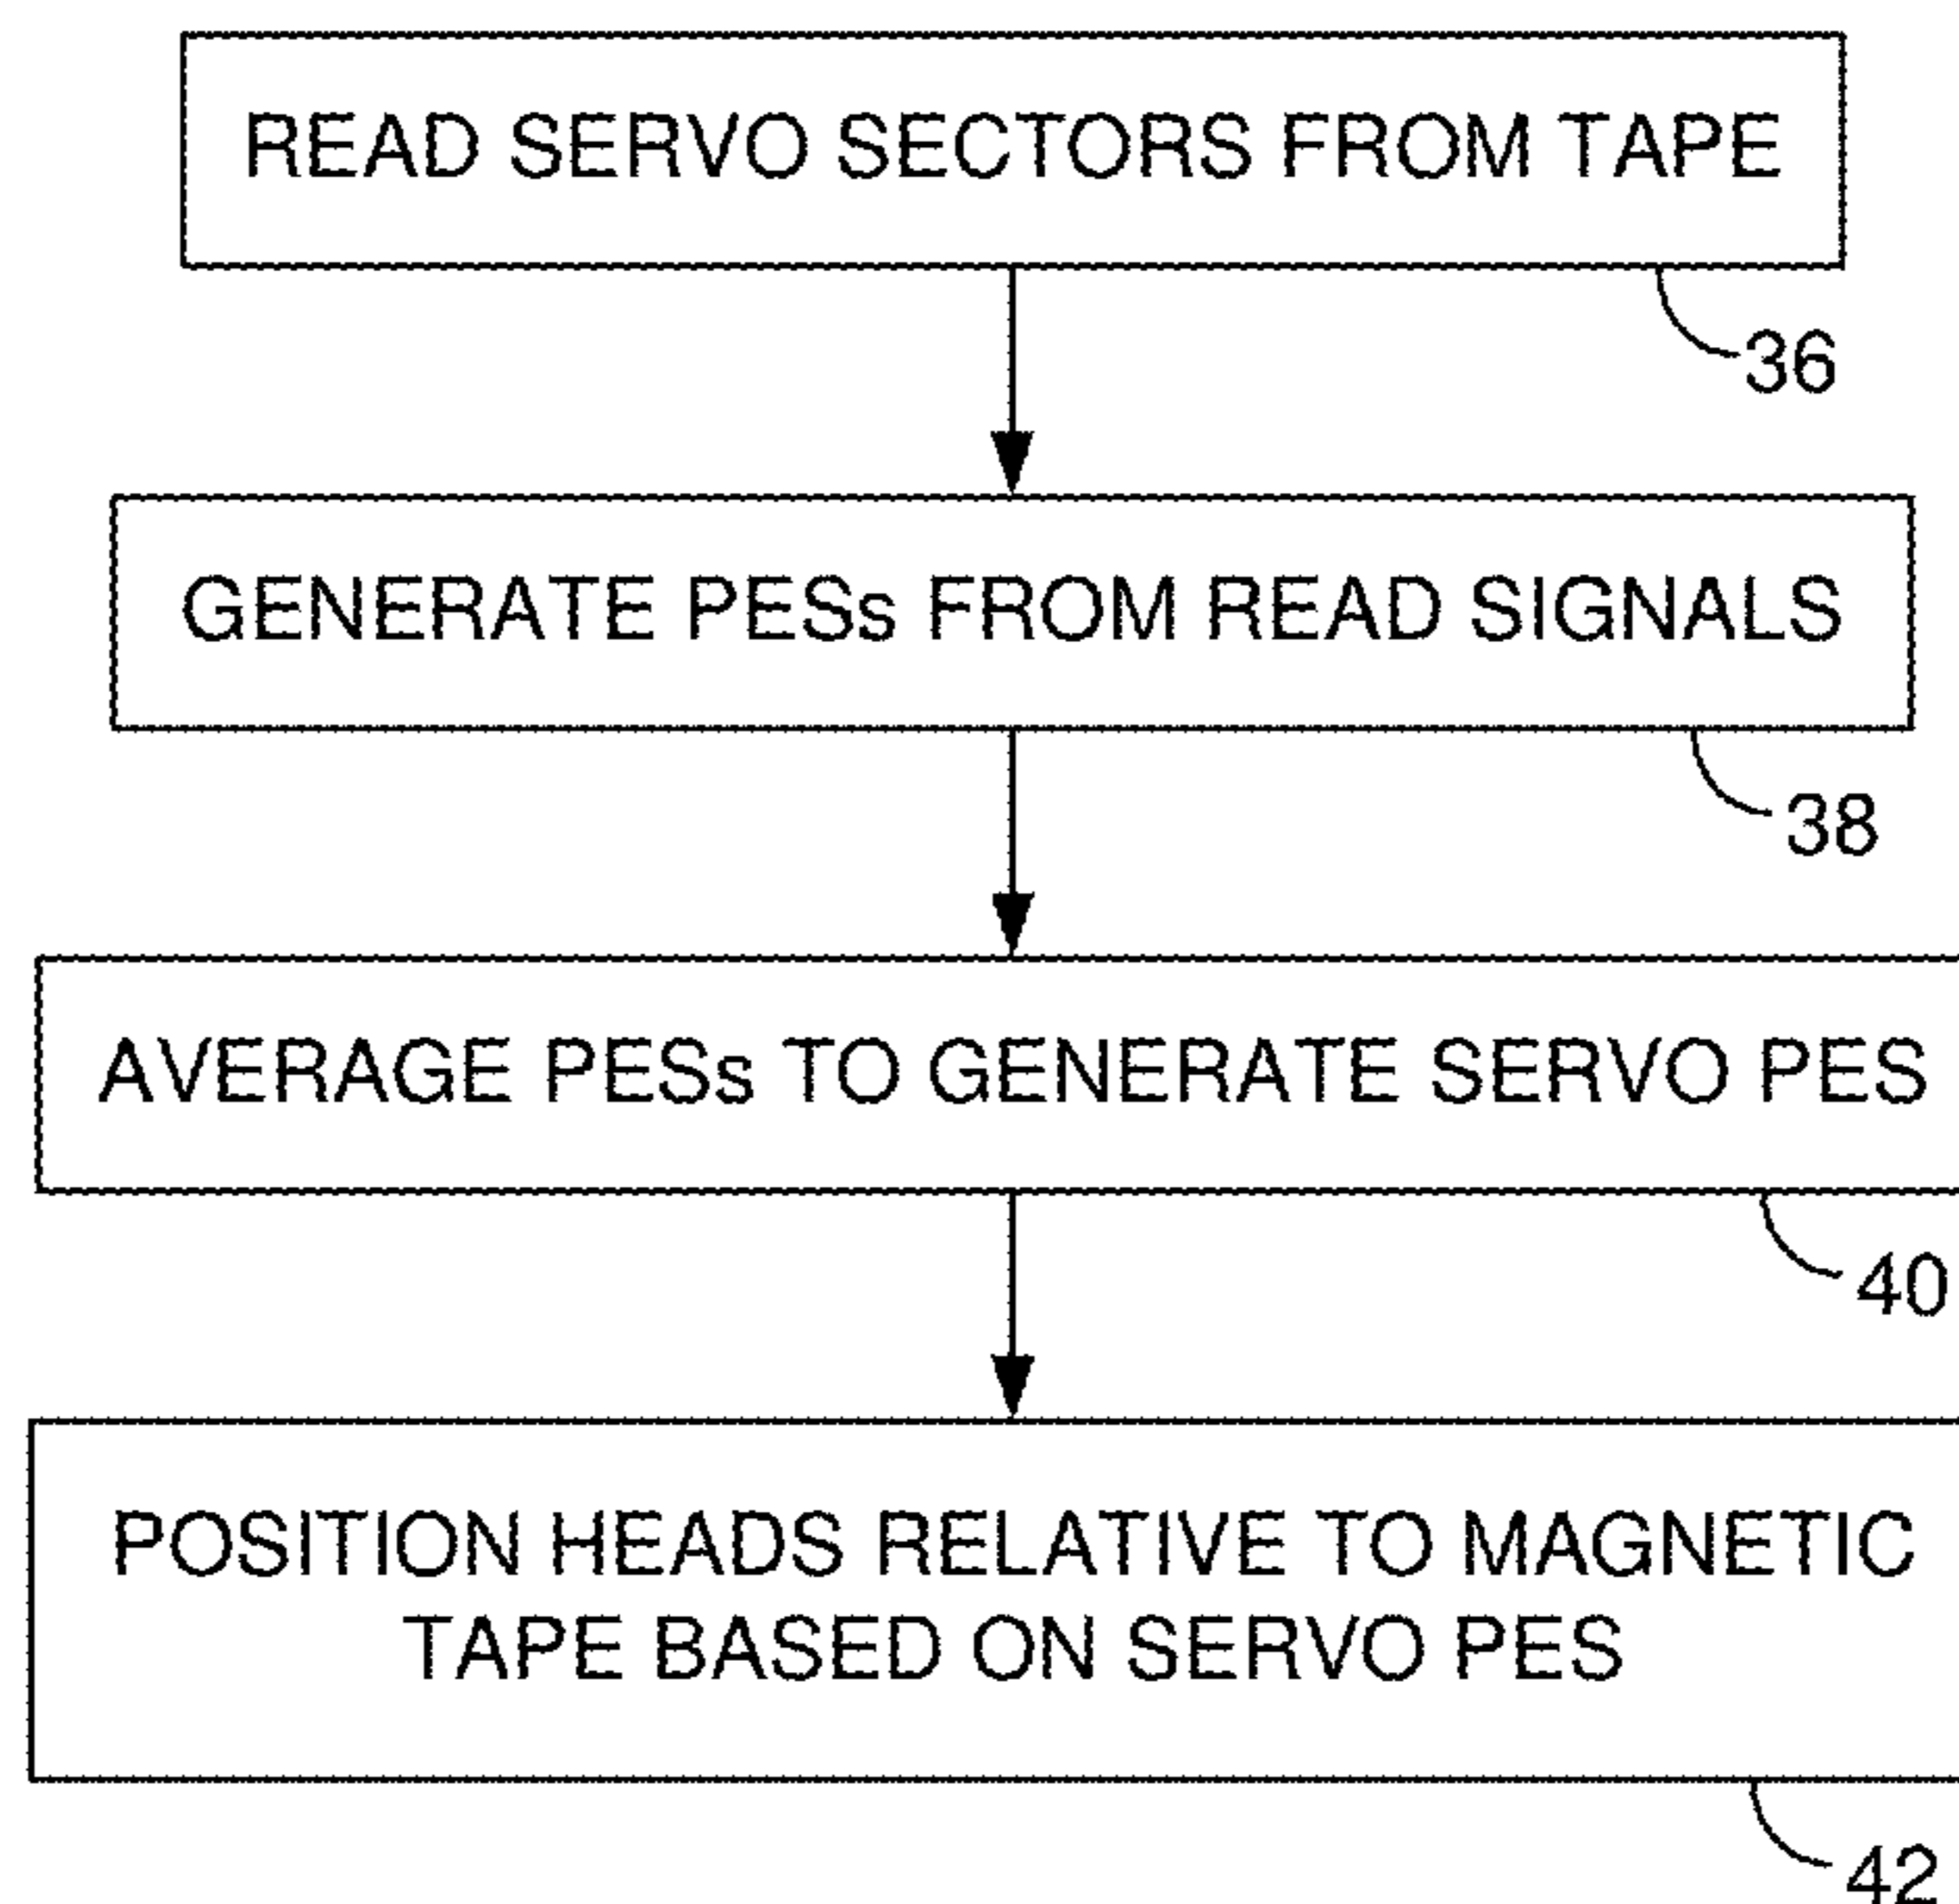 READ SERVO SECTORS FROM TAPE
36
GENERATE PESs FROM READ SIGNALS
38
AVERAGE PESs TO GENERATE SERVO PES
40
POSITION HEADS RELATIVE TO MAGNETIC
TAPE BASED ON SERVO PES
42